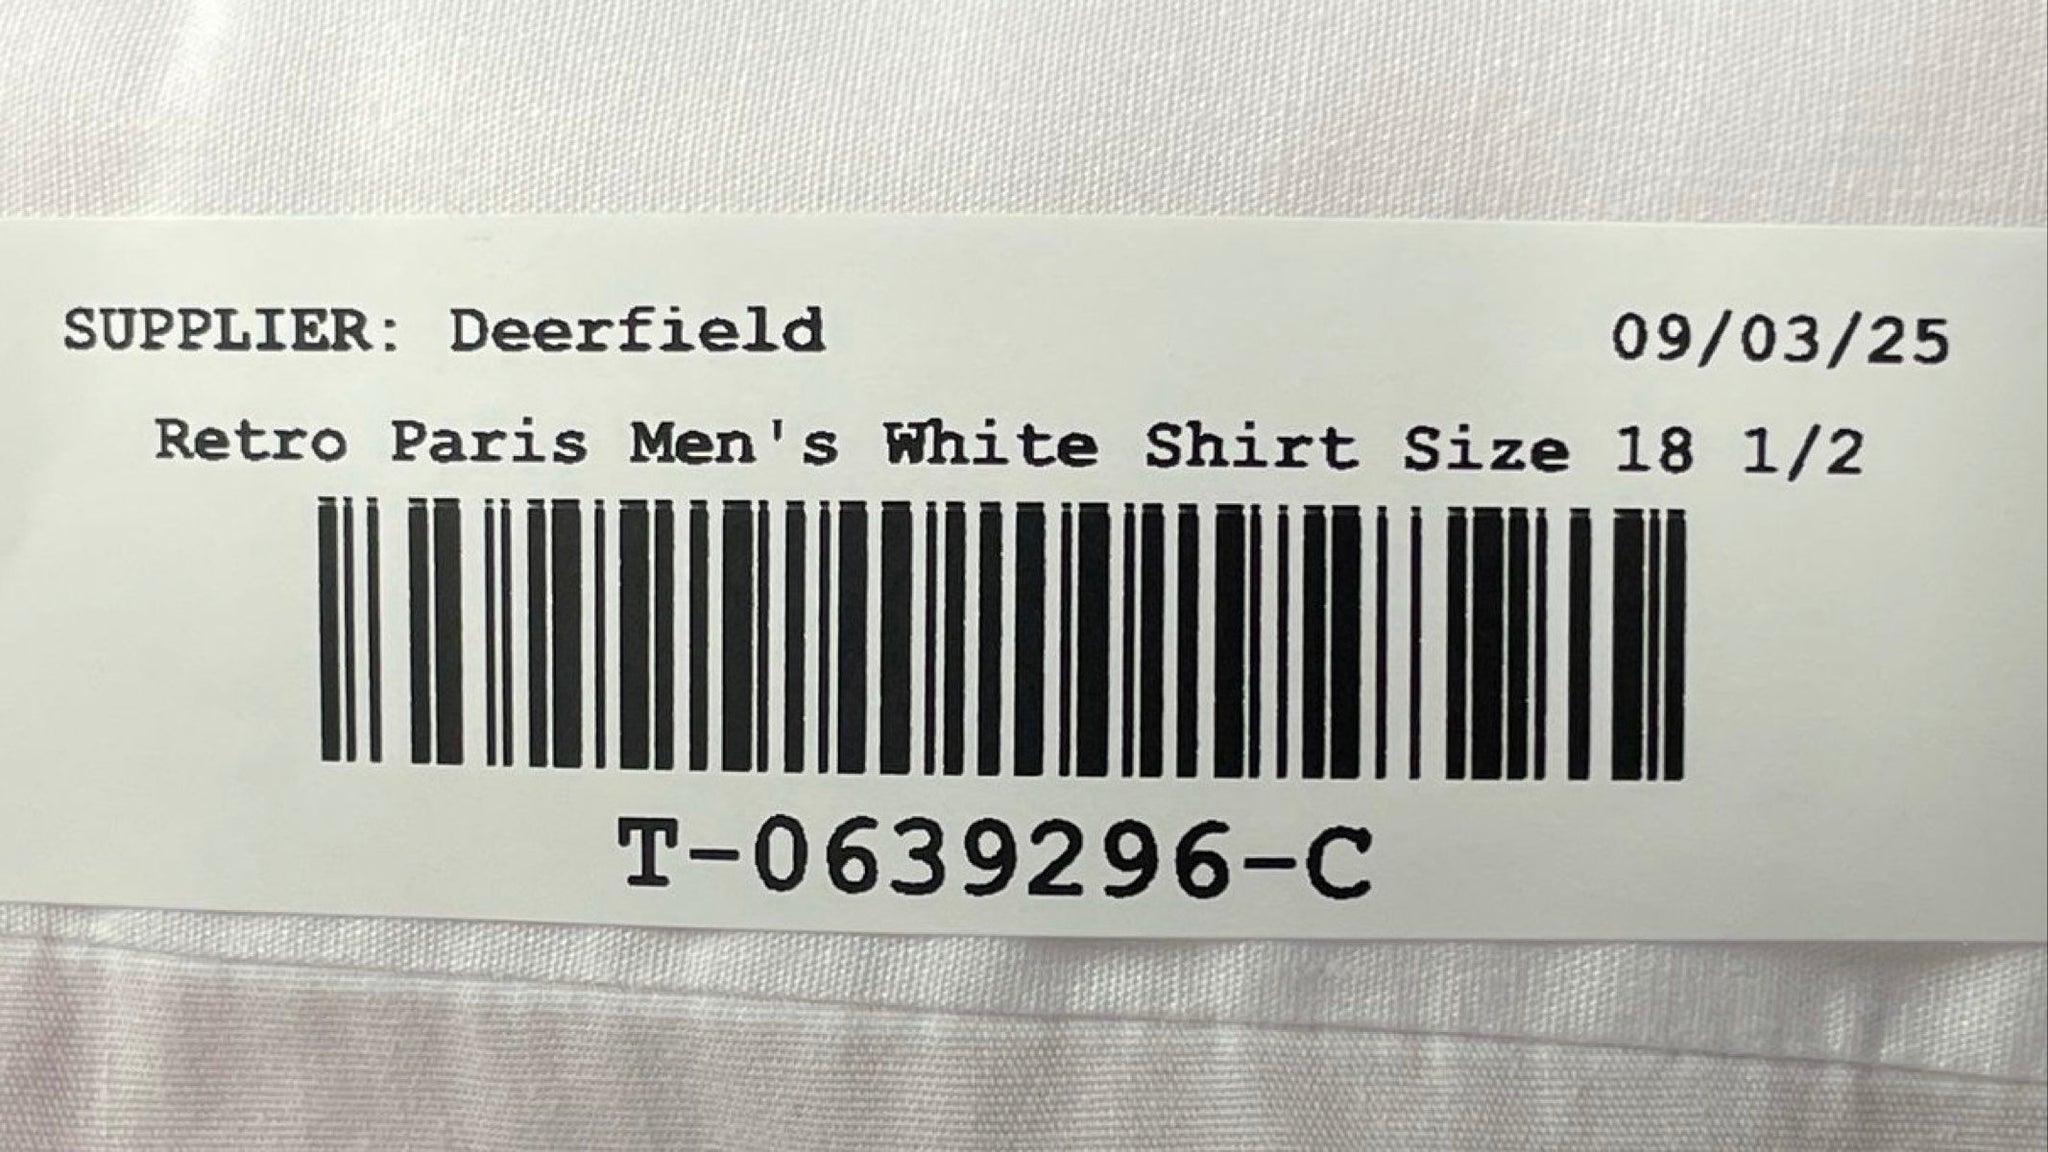 SUPPLIER: Deerfield 09/03/25
Retro Paris Men's White Shirt Size 18 1/2
T-0639296-C